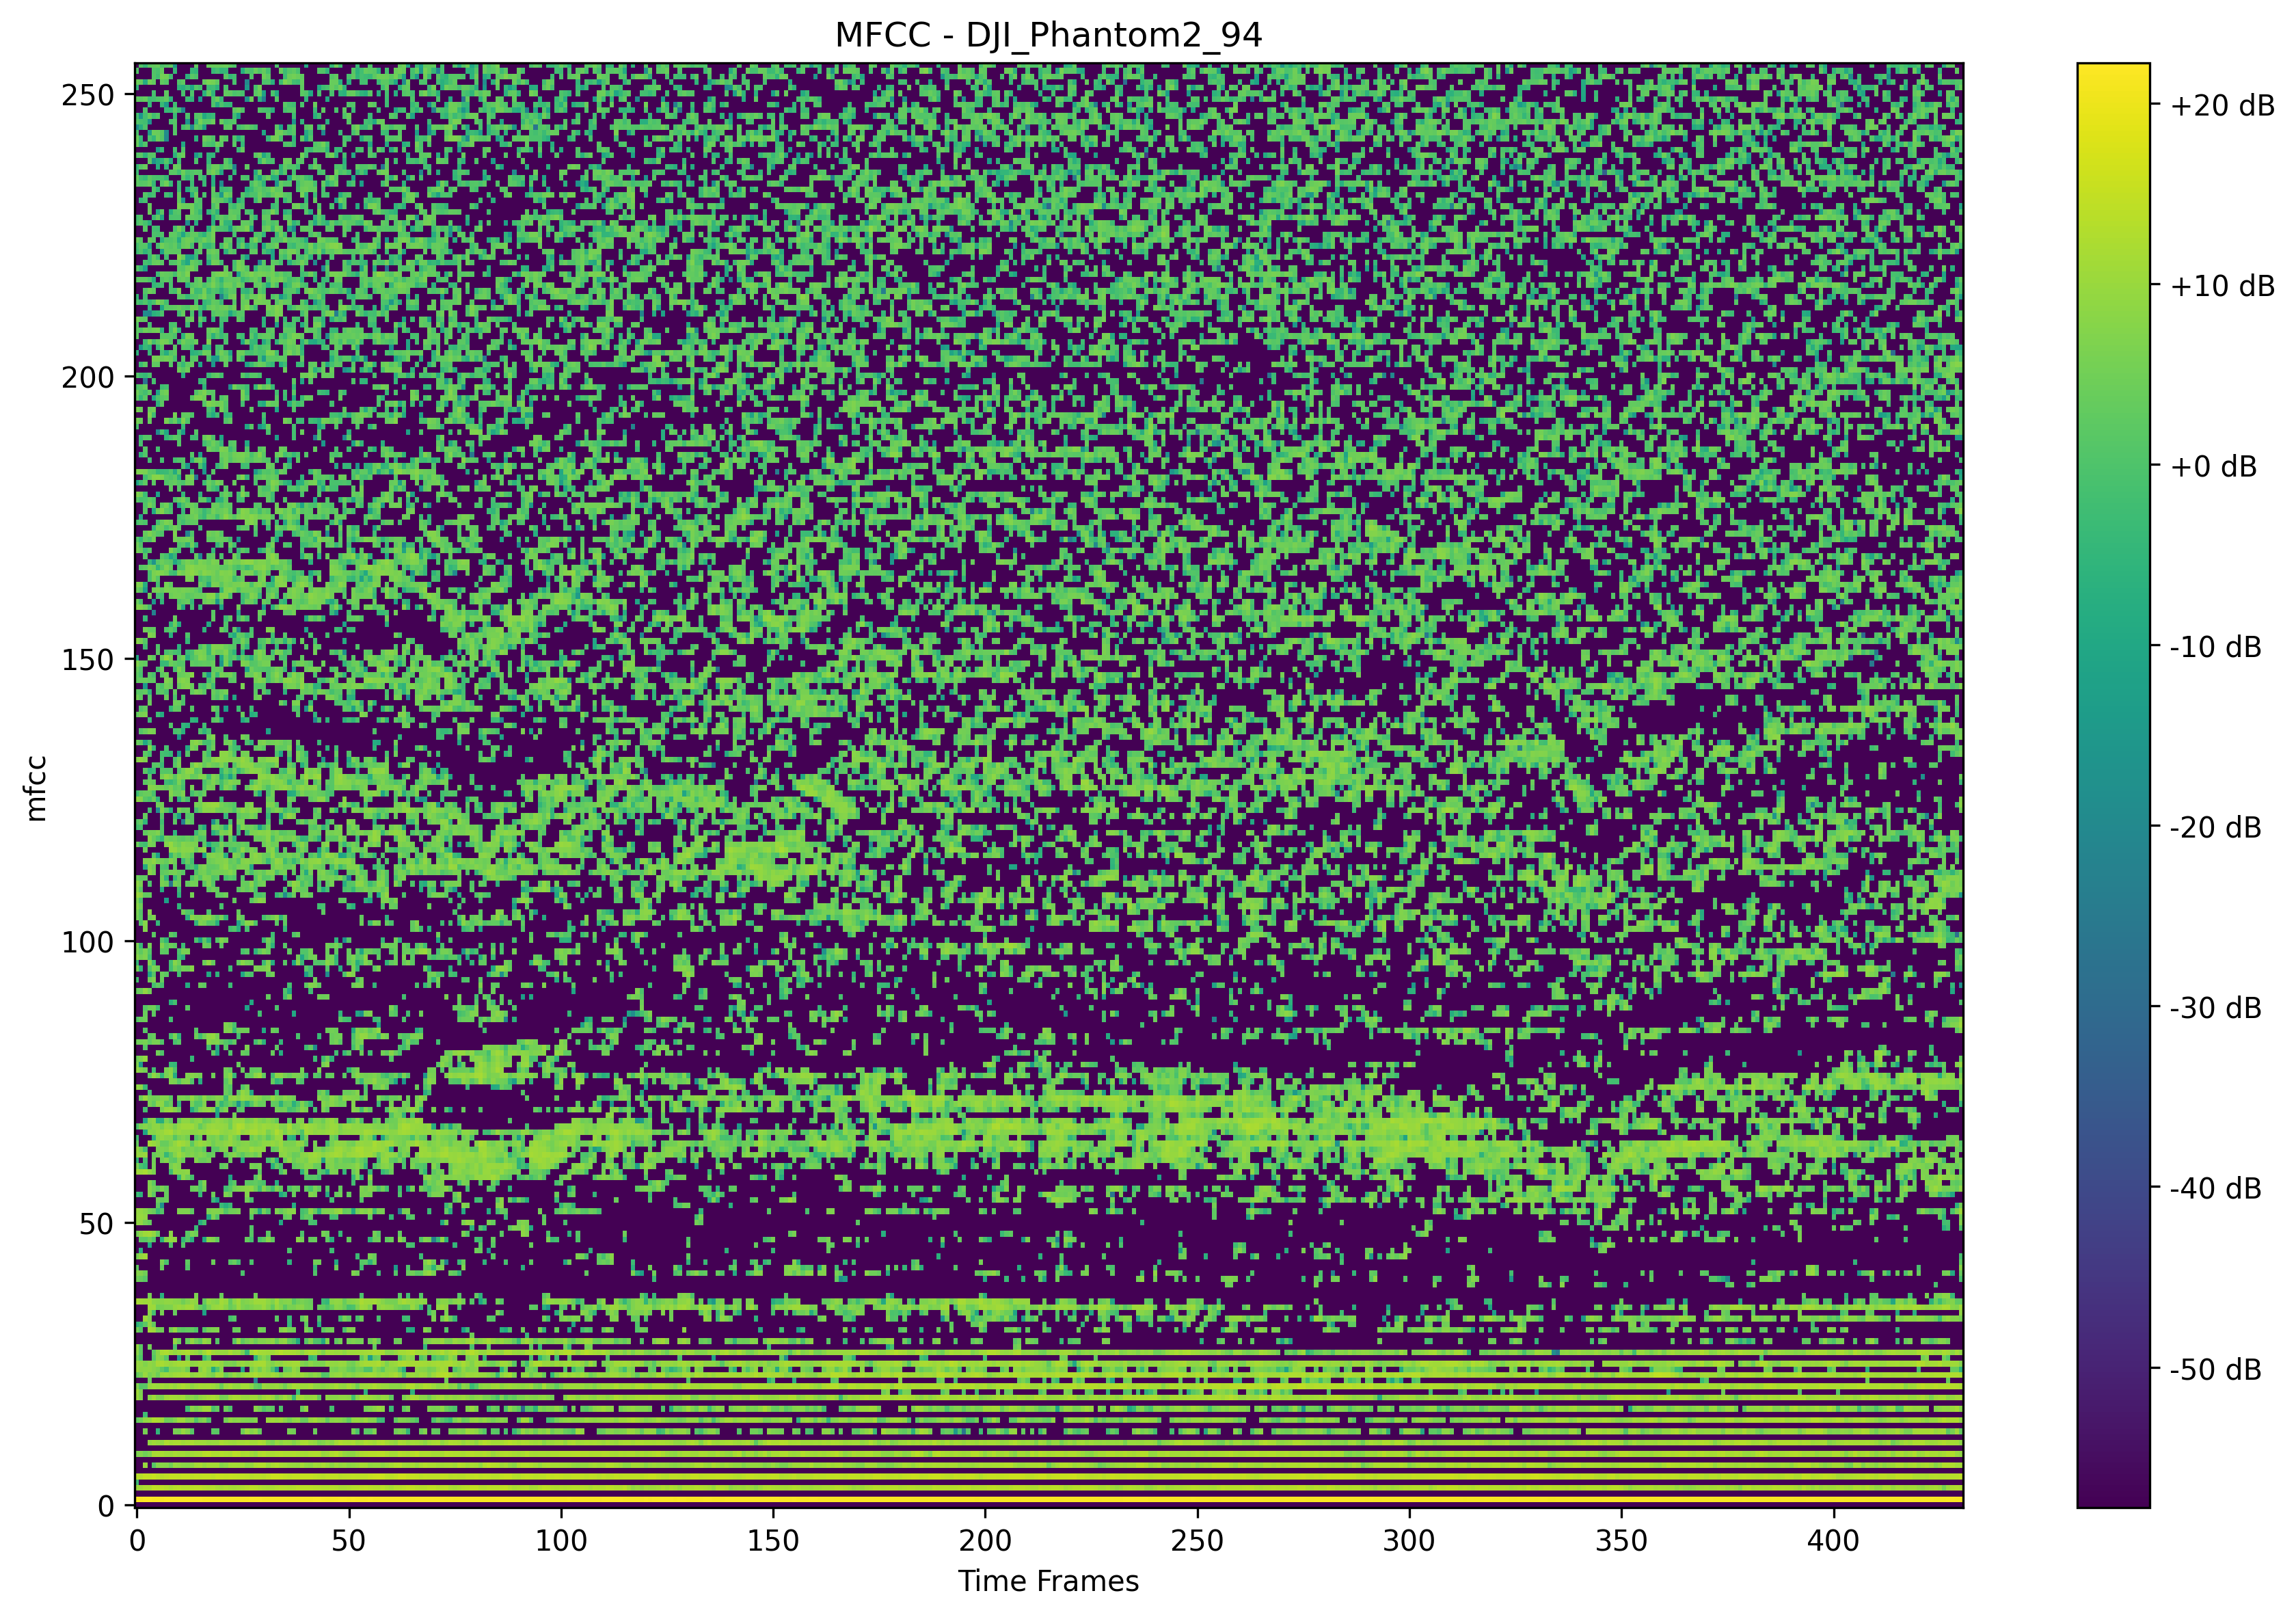 MFCC - DJI_Phantom2_94
250
200
150
100
50
0
mfcc
0 50 100 150 200 250 300 350 400
Time Frames
+20 dB
+10 dB
+0 dB
-10 dB
-20 dB
-30 dB
-40 dB
-50 dB